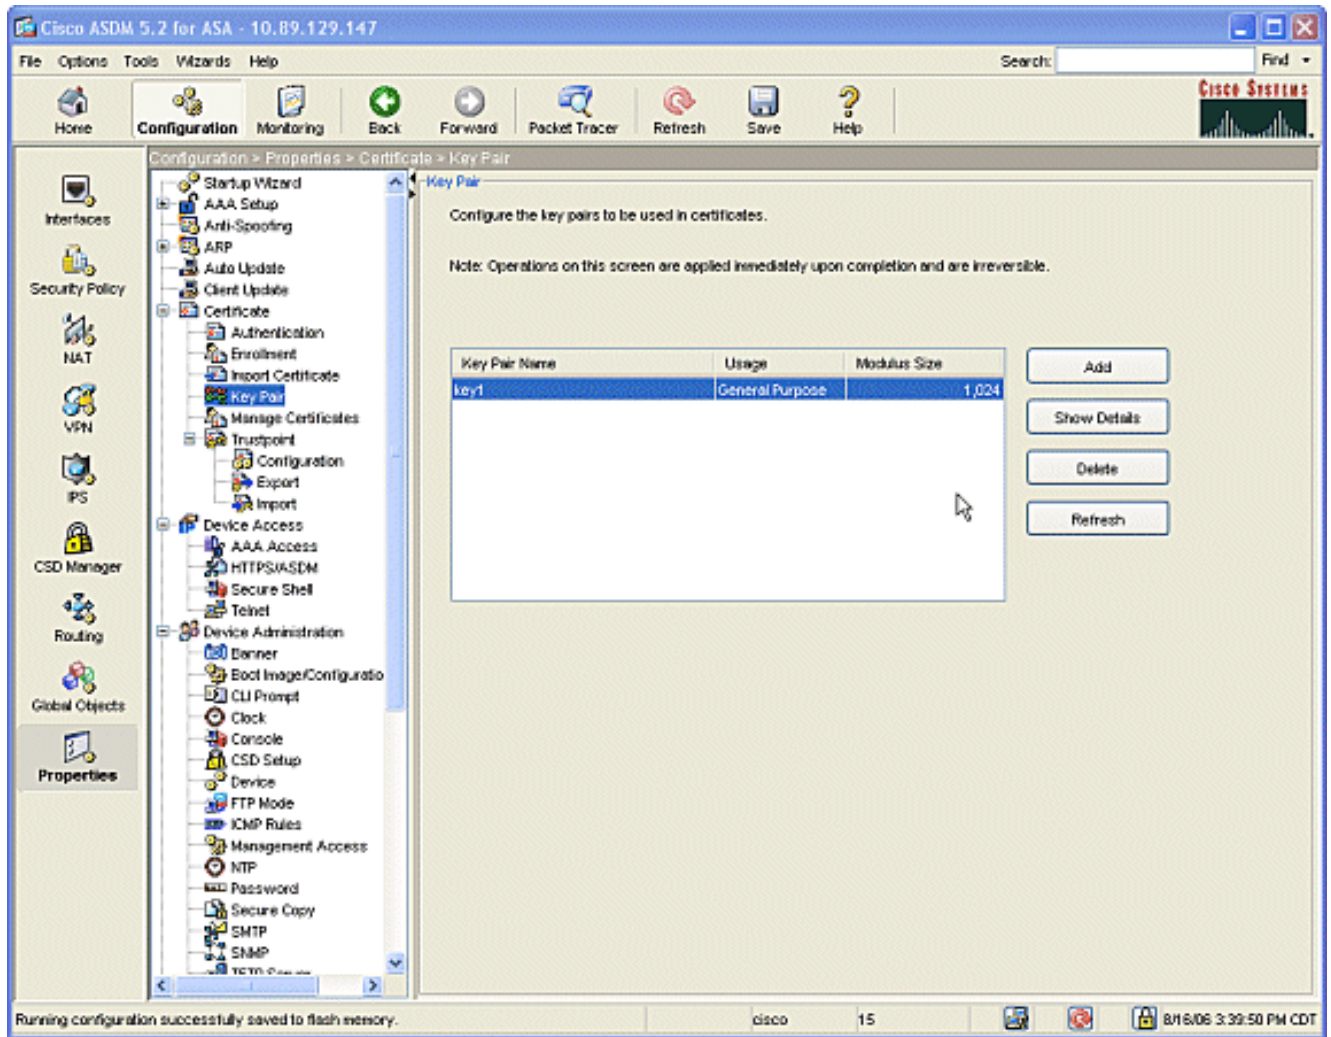 Cisco ASDM 5.2 for ASA - 10.89.129.147
File Options Tools Wizards Help Search: Find
Home Configuration Monitoring Back Forward Packet Tracer Refresh Save Help
CISCO SYSTEMS
Configuration > Properties > Certificate > Key Pair
Interfaces
Security Policy
NAT
VPN
IPS
CSD Manager
Routing
Global Objects
Properties
Startup Wizard
AAA Setup
Anti-Spoofing
ARP
Auto Update
Client Update
Certificate
Authentication
Enrollment
Import Certificate
Key Pair
Manage Certificates
Trustpoint
Configuration
Export
Import
Device Access
AAA Access
HTTPS/ASDM
Secure Shell
Telnet
Device Administration
Banner
Boot Image/Configuratio
CLI Prompt
Clock
Console
CSD Setup
Device
FTP Mode
ICMP Rules
Management Access
NTP
Password
Secure Copy
SMTP
SNMP
TFTP Server
Key Pair
Configure the key pairs to be used in certificates.
Note: Operations on this screen are applied immediately upon completion and are irreversible.
Key Pair Name Usage Modulus Size
key1 General Purpose 1,024
Add
Show Details
Delete
Refresh
Running configuration successfully saved to flash memory. cisco 15 8/16/06 3:39:50 PM CDT